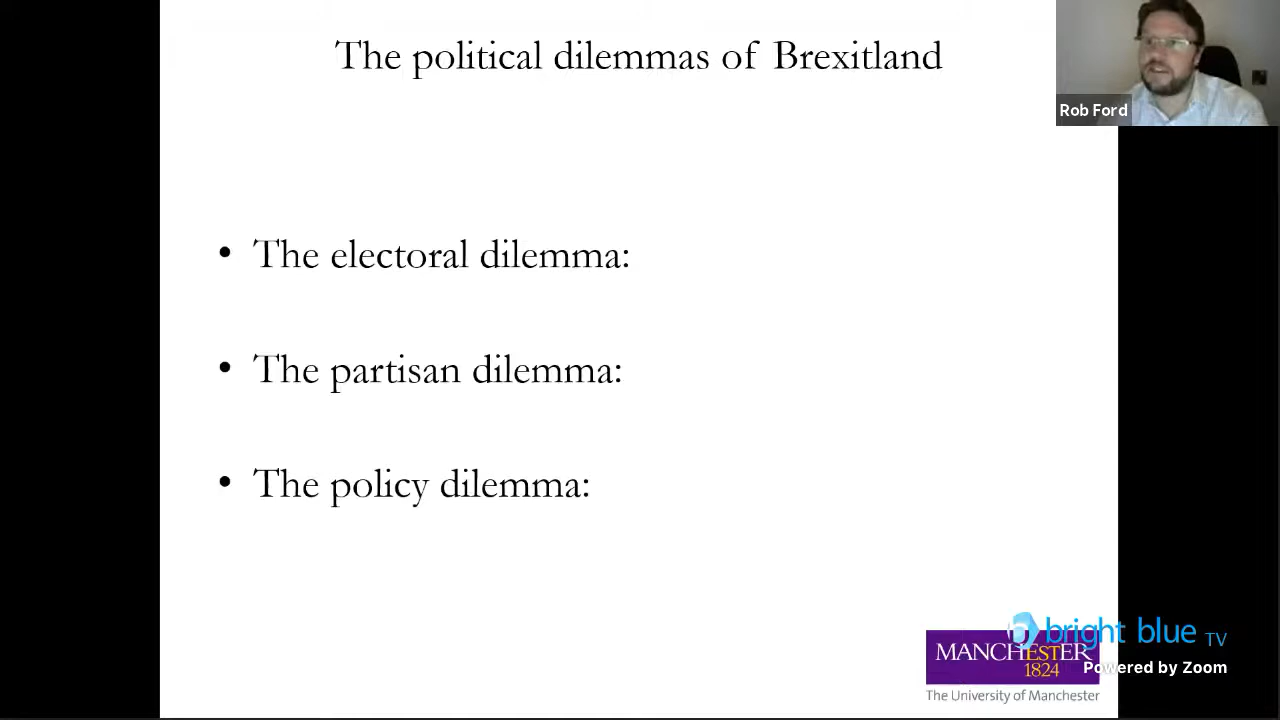 The political dilemmas of Brexitland
Rob Ford
• The electoral dilemma:
• The partisan dilemma:
• The policy dilemma:
bright blue TV
MANCHESTER
1824
Powered by Zoom
The University of Manchester